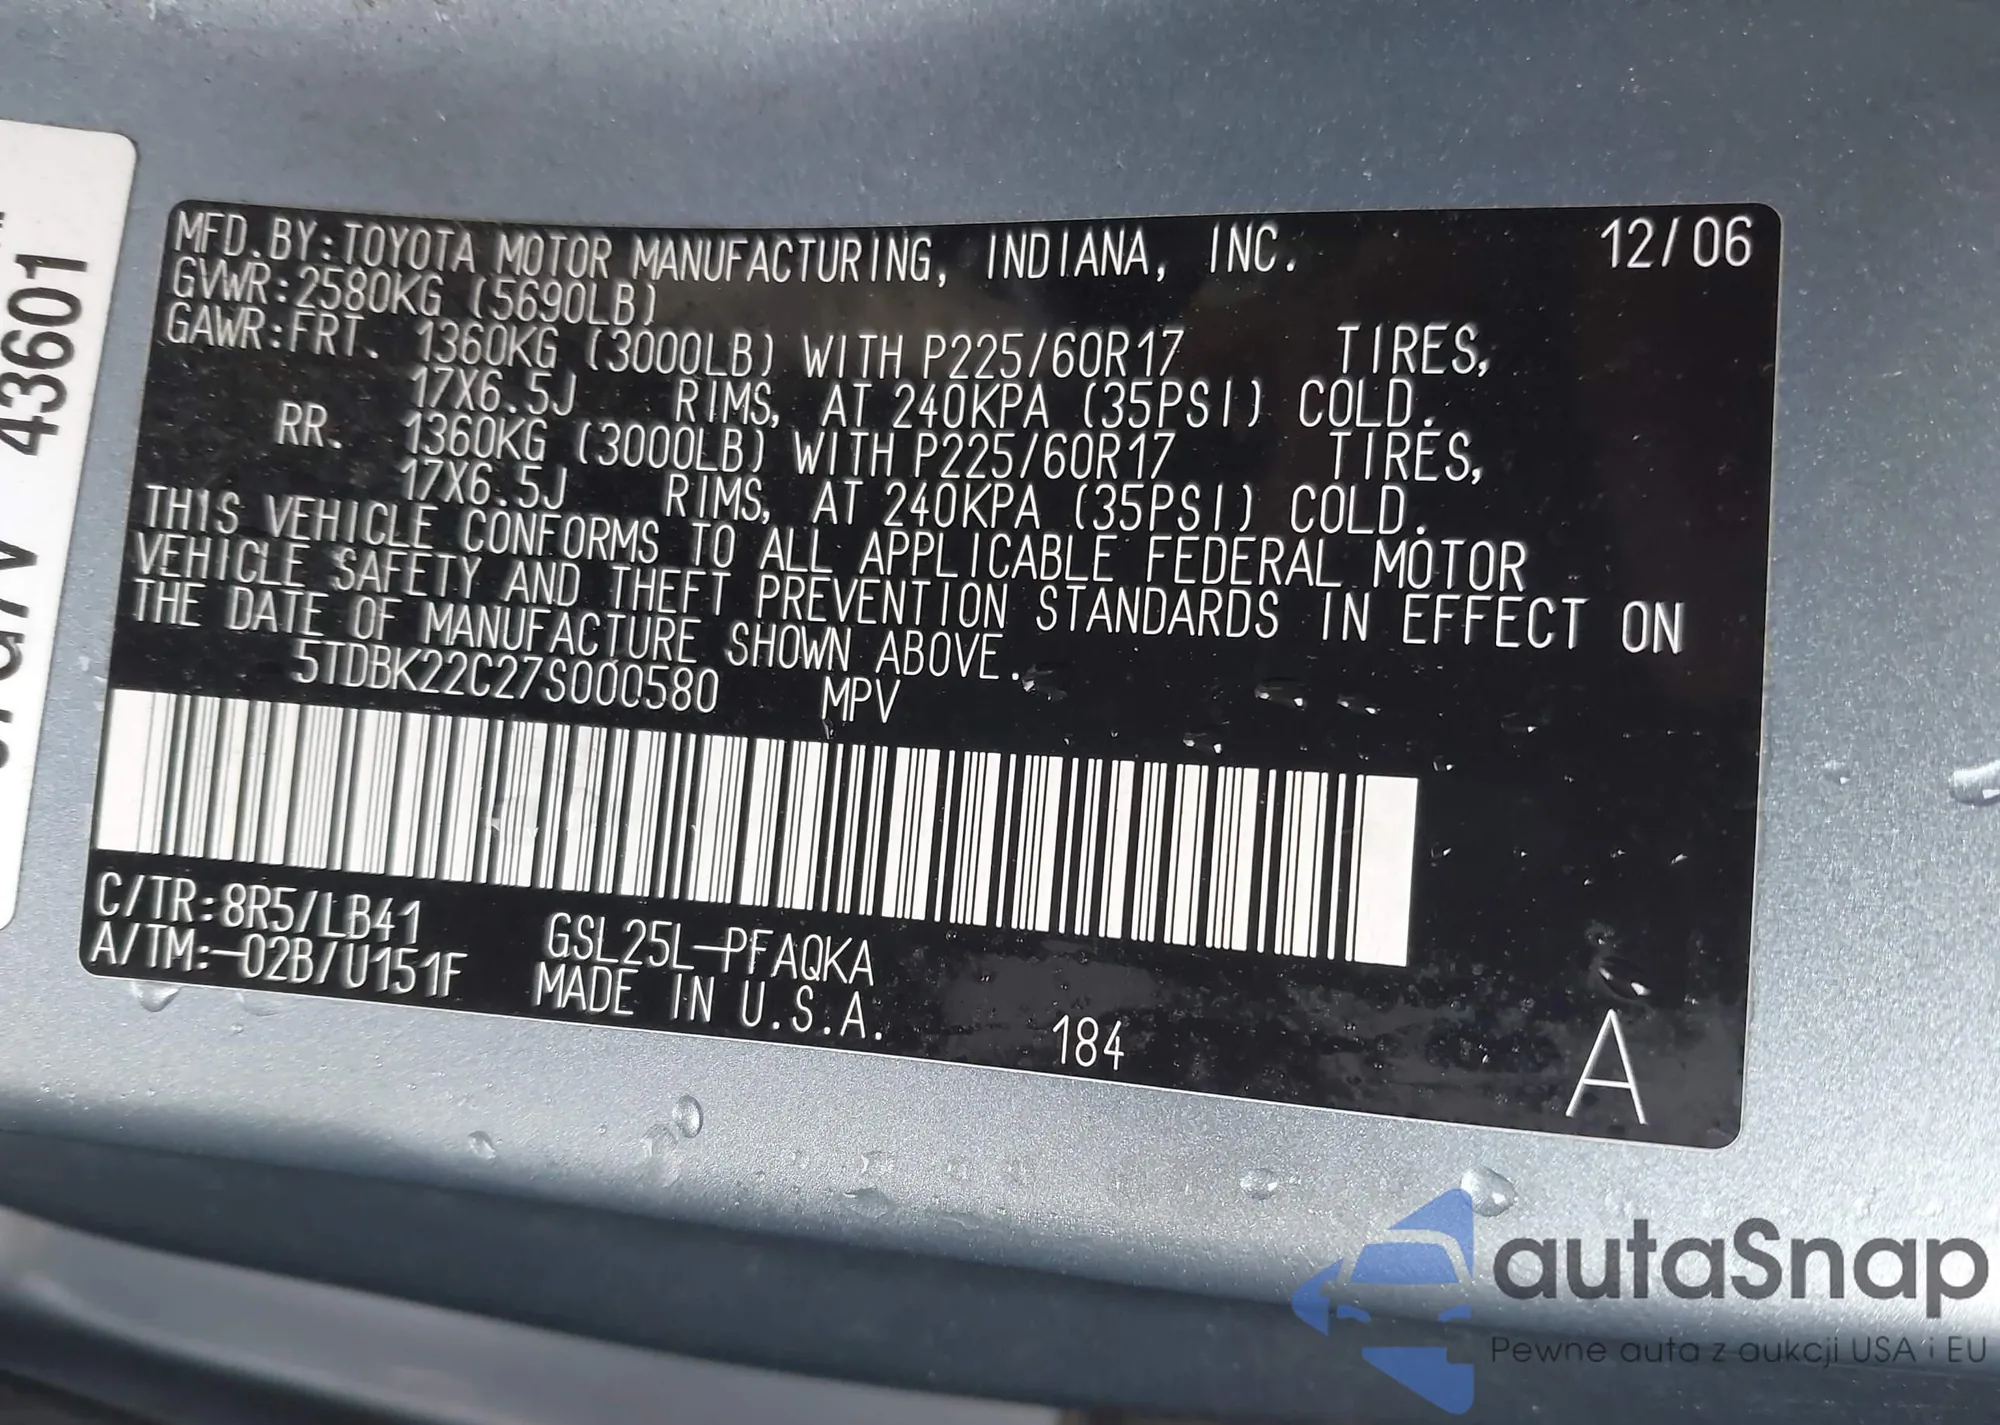 MFD.BY:TOYOTA MOTOR MANUFACTURING, INDIANA, INC. 12/06
GVWR:2580KG (5690LB)
GAWR:FRT. 1360KG (3000LB) WITH P225/60R17 TIRES,
17X6.5J RIMS, AT 240KPA (35PSI) COLD.
RR. 1360KG (3000LB) WITH P225/60R17 TIRES,
17X6.5J RIMS, AT 240KPA (35PSI) COLD.
THIS VEHICLE CONFORMS TO ALL APPLICABLE FEDERAL MOTOR
VEHICLE SAFETY AND THEFT PREVENTION STANDARDS IN EFFECT ON
THE DATE OF MANUFACTURE SHOWN ABOVE.
5TDBK22C27S000580 MPV
C/TR:8R5/LB41 GSL25L-PFAQKA
A/TM:-02B/U151F MADE IN U.S.A. 184 A
43601
autaSnap
Pewne auta z aukcji USA i EU